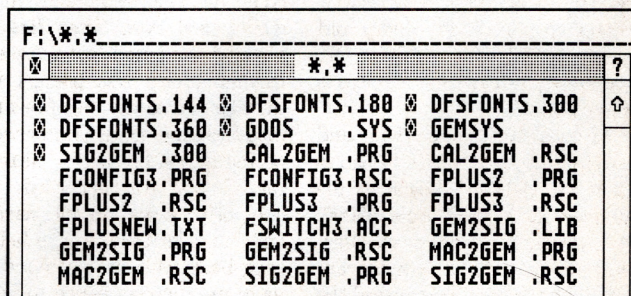 F:\*.*
*.* ?
DFSFONTS.144 DFSFONTS.180 DFSFONTS.300
DFSFONTS.360 GDOS .SYS GEMSYS
SIG2GEM .300 CAL2GEM .PRG CAL2GEM .RSC
FCONFIG3.PRG FCONFIG3.RSC FPLUS2 .PRG
FPLUS2 .RSC FPLUS3 .PRG FPLUS3 .RSC
FPLUSNEW.TXT FSWITCH3.ACC GEM2SIG .LIB
GEM2SIG .PRG GEM2SIG .RSC MAC2GEM .PRG
MAC2GEM .RSC SIG2GEM .PRG SIG2GEM .RSC